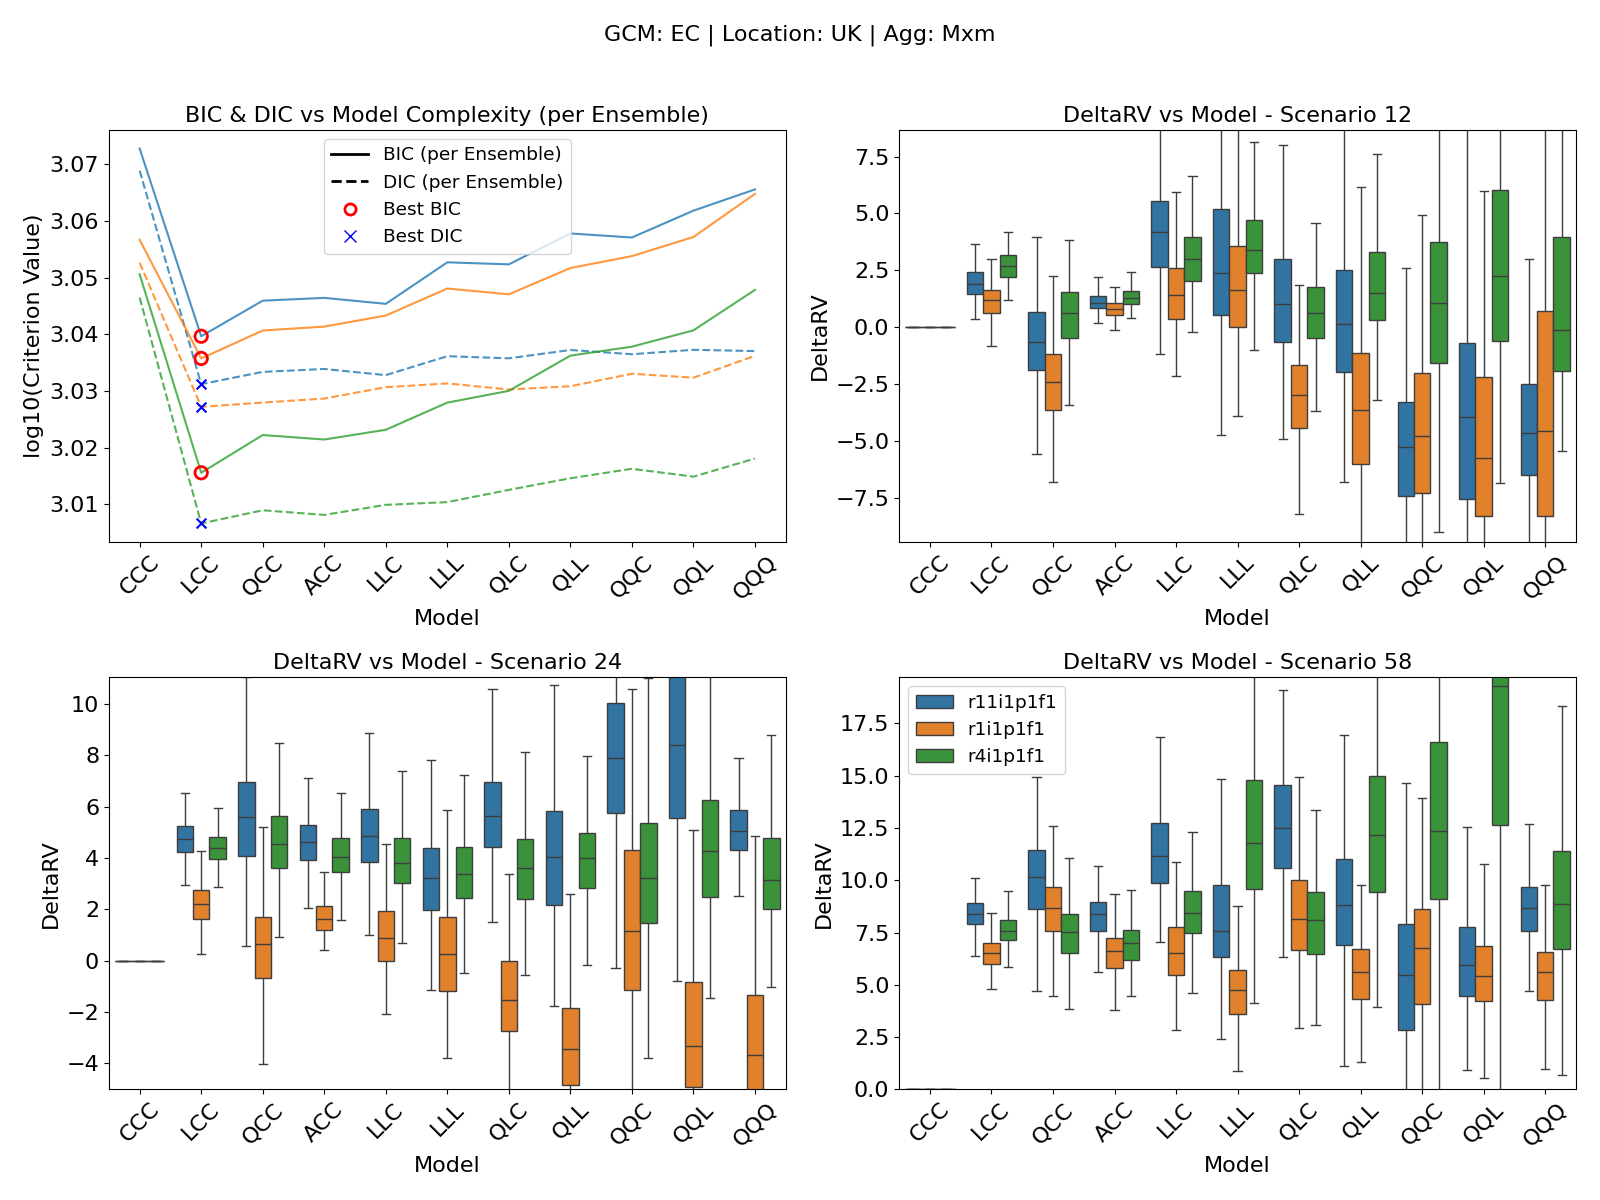 GCM: EC | Location: UK | Agg: Mxm
BIC & DIC vs Model Complexity (per Ensemble)
log10(Criterion Value)
3.07
3.06
3.05
3.04
3.03
3.02
3.01
BIC (per Ensemble)
DIC (per Ensemble)
Best BIC
Best DIC
CCC
LCC
QCC
ACC
LLC
LLL
QLC
QLL
QQC
QQL
QQQ
Model
DeltaRV vs Model - Scenario 12
DeltaRV
7.5
5.0
2.5
0.0
−2.5
−5.0
−7.5
CCC
LCC
QCC
ACC
LLC
LLL
QLC
QLL
QQC
QQL
QQQ
Model
DeltaRV vs Model - Scenario 24
DeltaRV
10
8
6
4
2
0
−2
−4
CCC
LCC
QCC
ACC
LLC
LLL
QLC
QLL
QQC
QQL
QQQ
Model
DeltaRV vs Model - Scenario 58
DeltaRV
17.5
15.0
12.5
10.0
7.5
5.0
2.5
0.0
r11i1p1f1
r1i1p1f1
r4i1p1f1
CCC
LCC
QCC
ACC
LLC
LLL
QLC
QLL
QQC
QQL
QQQ
Model